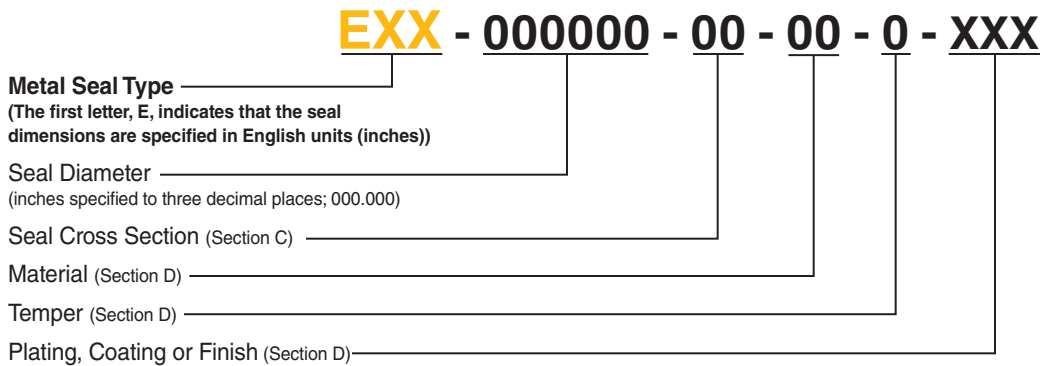 EXX - 000000 - 00 - 00 - 0 - XXX
Metal Seal Type
(The first letter, E, indicates that the seal
dimensions are specified in English units (inches))
Seal Diameter
(inches specified to three decimal places; 000.000)
Seal Cross Section (Section C)
Material (Section D)
Temper (Section D)
Plating, Coating or Finish (Section D)